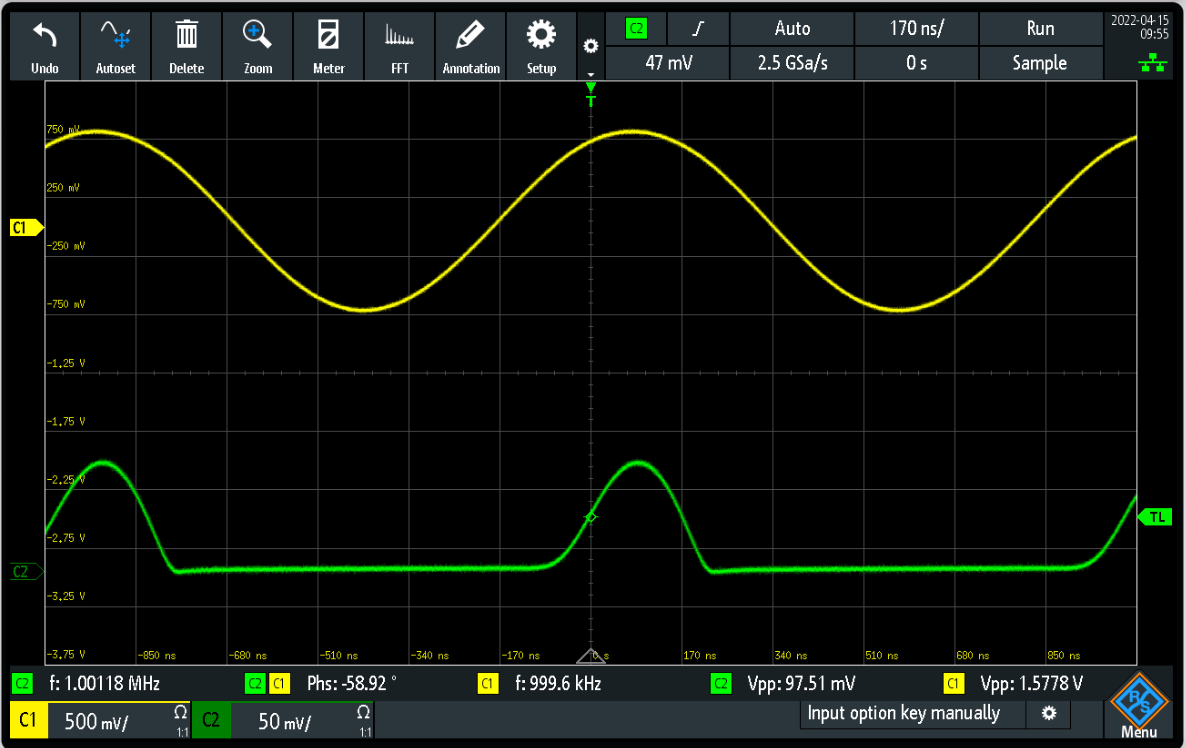 C2 Auto 170 ns/ Run 2022-04-15
09:55
Undo Autoset Delete Zoom Meter FFT Annotation Setup
47 mV 2.5 GSa/s 0 s Sample
T
750 mV
250 mV
C1
-250 mV
-750 mV
-1,25 V
-1,75 V
-2,25 V
TL
-2,75 V
C2
-3,25 V
-3,75 V -850 ns -680 ns -510 ns -340 ns -170 ns 0 s 170 ns 340 ns 510 ns 680 ns 850 ns
C2 f: 1.00118 MHz C2 C1 Phs: -58.92 ° C1 f: 999.6 kHz C2 Vpp: 97.51 mV C1 Vpp: 1.5778 V
C1 500 mV/ Ω 1:1 C2 50 mV/ Ω 1:1 Input option key manually R&S
Menu